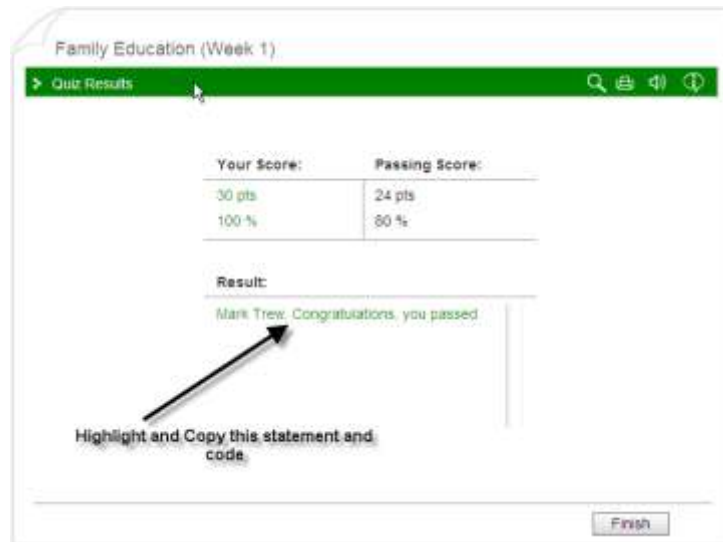 Family Education (Week 1)
Quiz Results
Your Score: Passing Score:
30 pts 24 pts
100 % 80 %
Result:
Mark Trew, Congratulations, you passed
Highlight and Copy this statement and
code
Finish